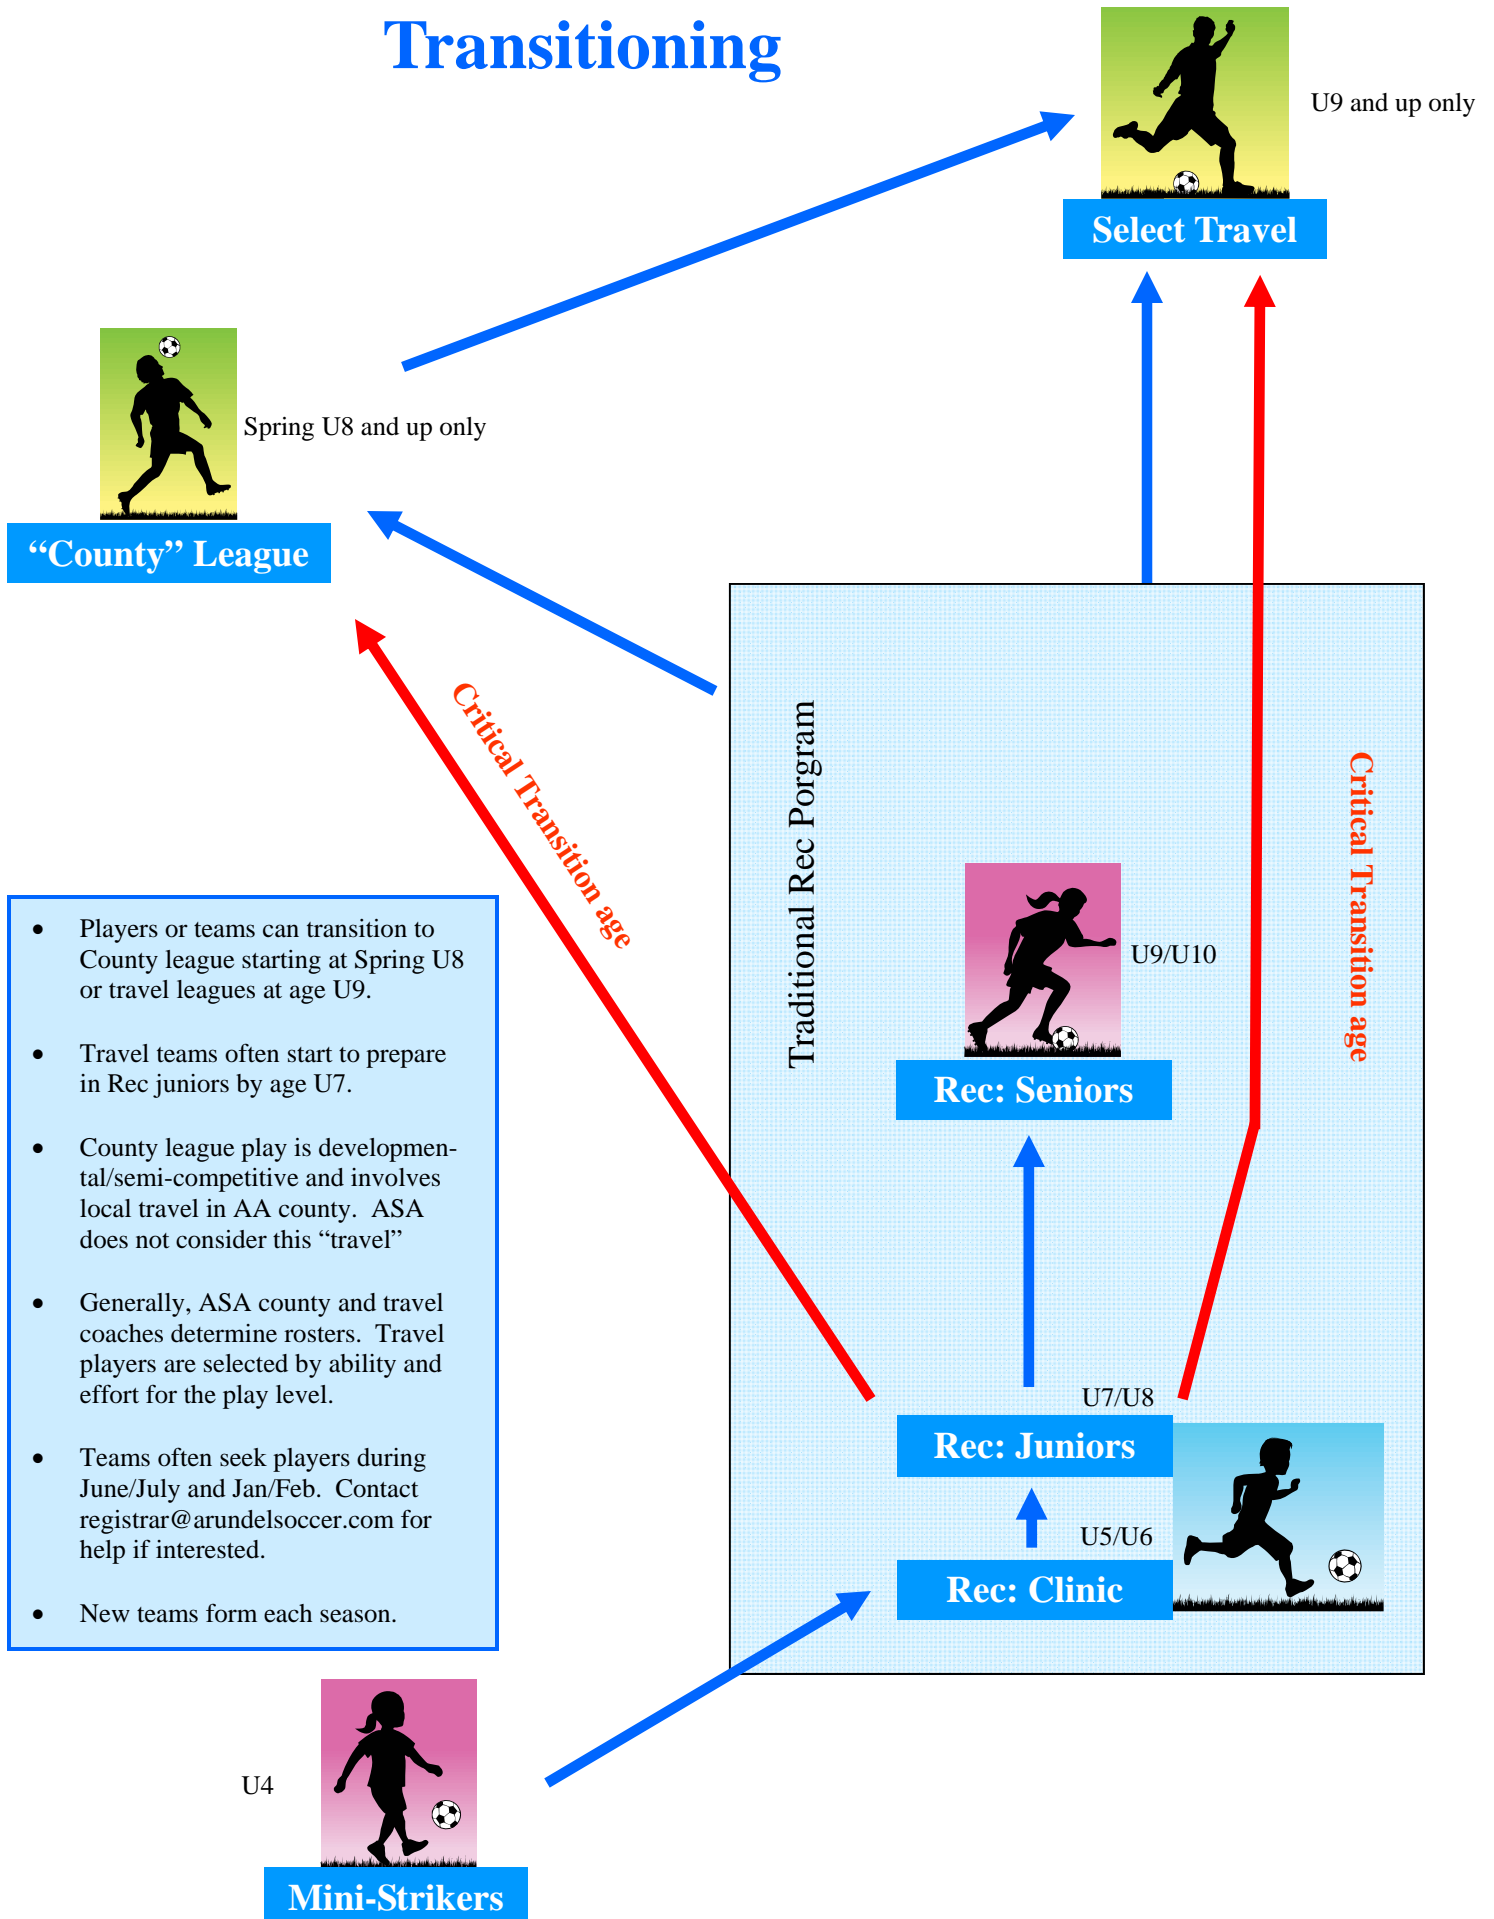 Transitioning
U9 and up only
Select Travel
Spring U8 and up only
“County” League
Critical Transition age
Traditional Rec Porgram
Critical Transition age
U9/U10
Rec: Seniors
• Players or teams can transition to
County league starting at Spring U8
or travel leagues at age U9.
• Travel teams often start to prepare
in Rec juniors by age U7.
• County league play is developmen-
tal/semi-competitive and involves
local travel in AA county.  ASA
does not consider this “travel”
• Generally, ASA county and travel
coaches determine rosters.  Travel
players are selected by ability and
effort for the play level.
• Teams often seek players during
June/July and Jan/Feb.  Contact
registrar@arundelsoccer.com for
help if interested.
• New teams form each season.
U7/U8
Rec: Juniors
U5/U6
Rec: Clinic
U4
Mini-Strikers